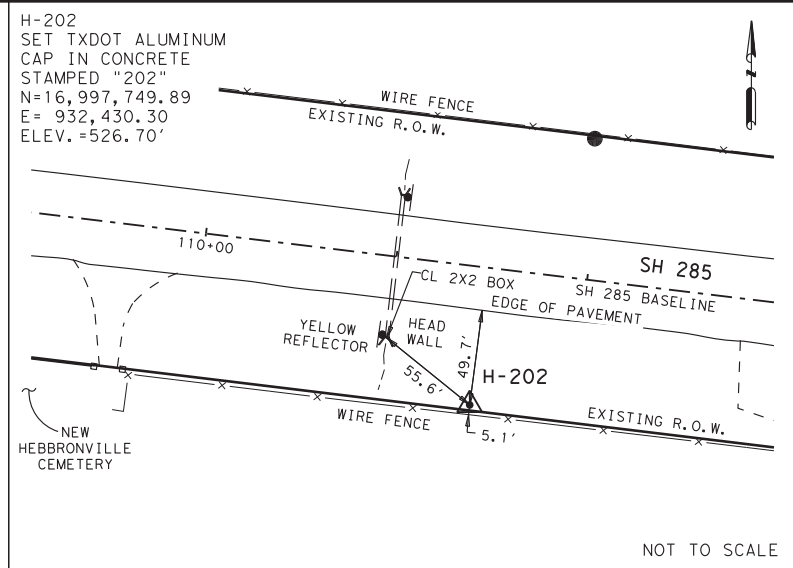 H-202
SET TXDOT ALUMINUM
CAP IN CONCRETE
STAMPED "202"
N=16,997,749.89
E= 932,430.30
ELEV.=526.70'
N
WIRE FENCE
EXISTING R.O.W.
110+00
SH 285
CL 2X2 BOX
SH 285 BASELINE
EDGE OF PAVEMENT
YELLOW
REFLECTOR
HEAD
WALL
49.7'
55.6'
H-202
WIRE FENCE
EXISTING R.O.W.
5.1'
NEW
HEBBRONVILLE
CEMETERY
NOT TO SCALE